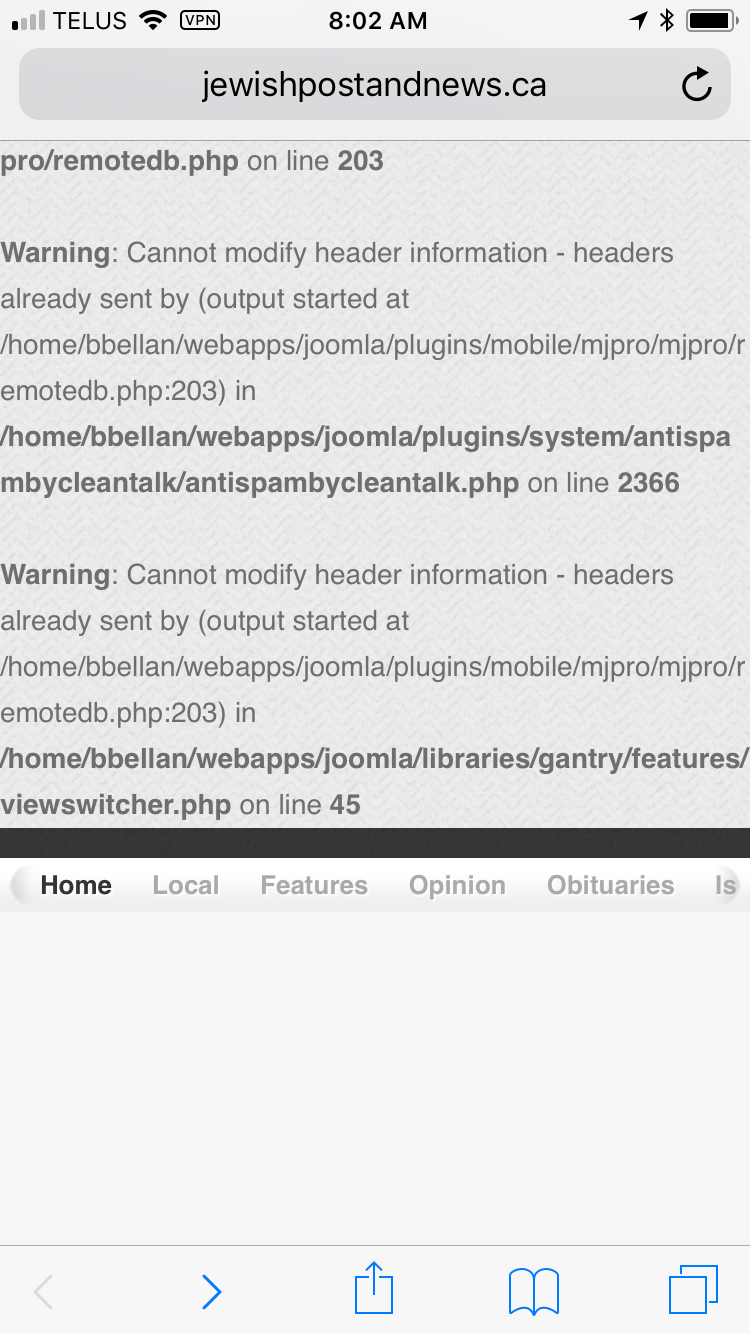 TELUS VPN 8:02 AM
jewishpostandnews.ca
pro/remotedb.php on line 203
Warning: Cannot modify header information - headers
already sent by (output started at
/home/bbellan/webapps/joomla/plugins/mobile/mjpro/mjpro/r
emotedb.php:203) in
/home/bbellan/webapps/joomla/plugins/system/antispa
mbycleantalk/antispambycleantalk.php on line 2366
Warning: Cannot modify header information - headers
already sent by (output started at
/home/bbellan/webapps/joomla/plugins/mobile/mjpro/mjpro/r
emotedb.php:203) in
/home/bbellan/webapps/joomla/libraries/gantry/features/
viewswitcher.php on line 45
Home Local Features Opinion Obituaries Is